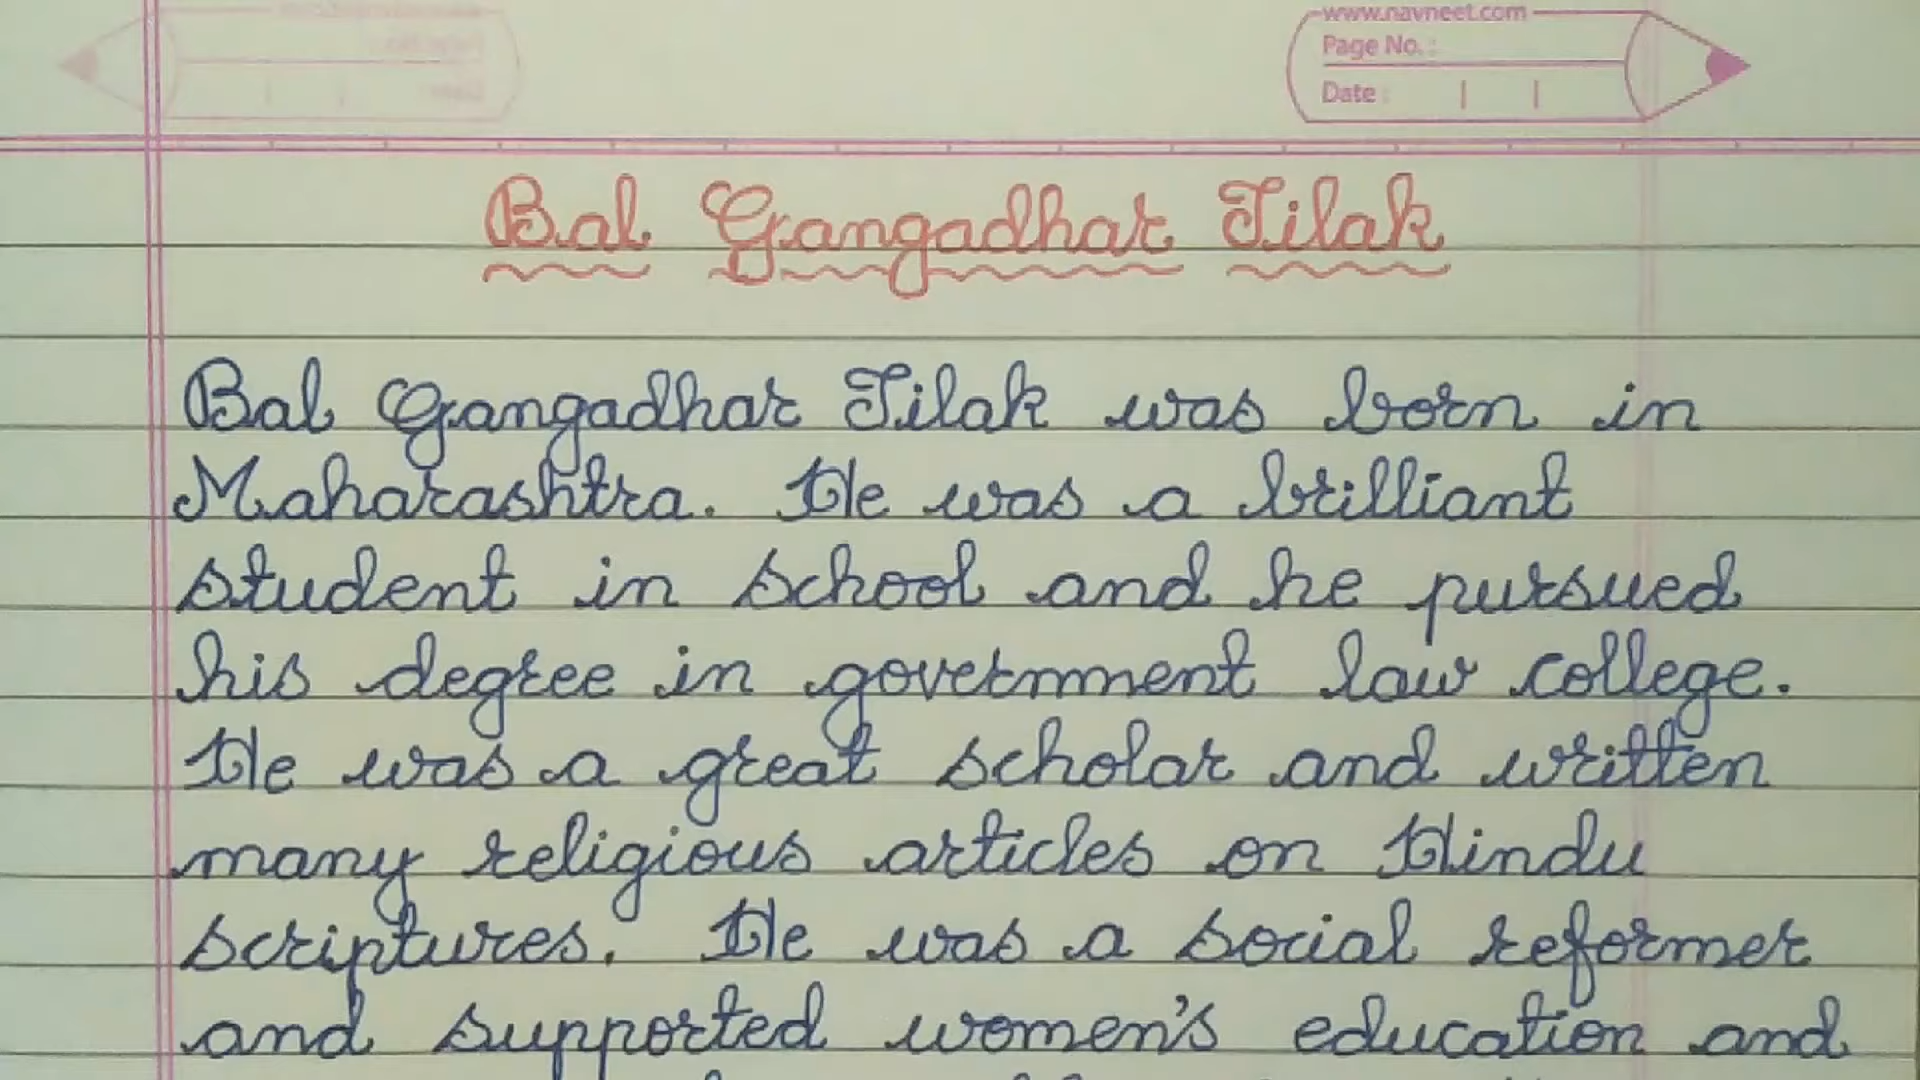 www.navneet.com
Page No. :
Date :
Bal Gangadhar Tilak
Bal Gangadhar Tilak was born in
Maharashtra. He was a brilliant
student in school and he pursued
his degree in government law college.
He was a great scholar and written
many religious articles on Hindu
scriptures. He was a social reformer
and supported women's education and